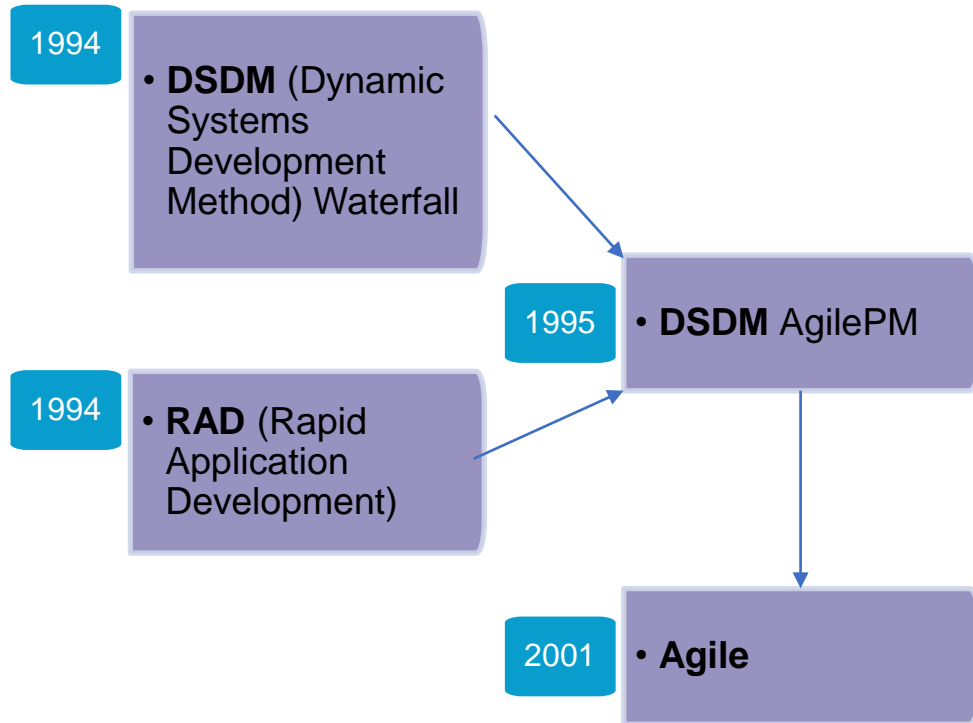 1994
• DSDM (Dynamic
Systems
Development
Method) Waterfall
1995
• DSDM AgilePM
1994
• RAD (Rapid
Application
Development)
2001
• Agile